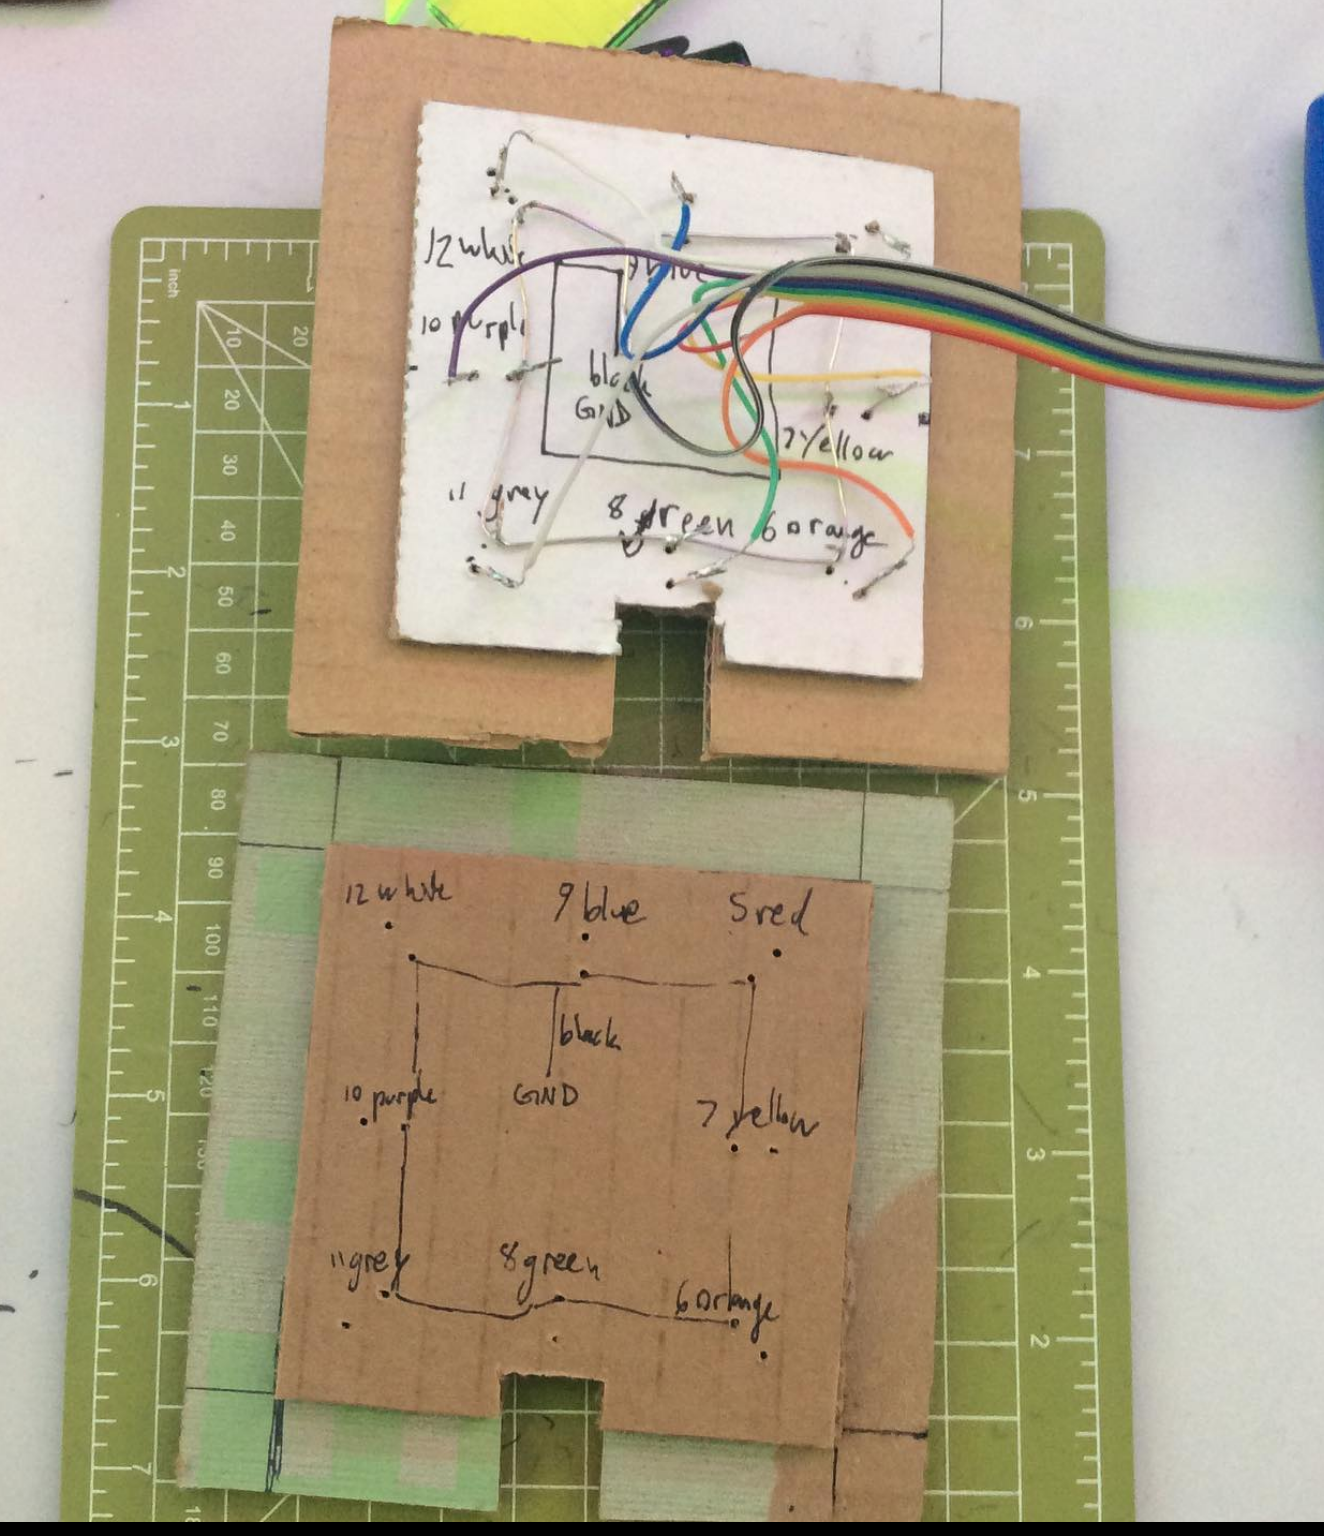 12 white
9 blue
10 purple
black
GND
7 yellow
11 grey
8 green 6 orange
12 white 9 blue 5 red
black
10 purple GND 7 yellow
11 grey 8 green 6 orange
inch
10 20
20
30
40
50
60
70
80
90
100
110
120
130
1
2
3
4
5
6
7
7
6
5
4
3
2